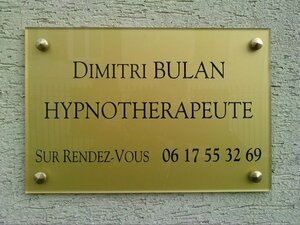 DIMITRI BULAN
HYPNOTHERAPEUTE
SUR RENDEZ-VOUS 06 17 55 32 69